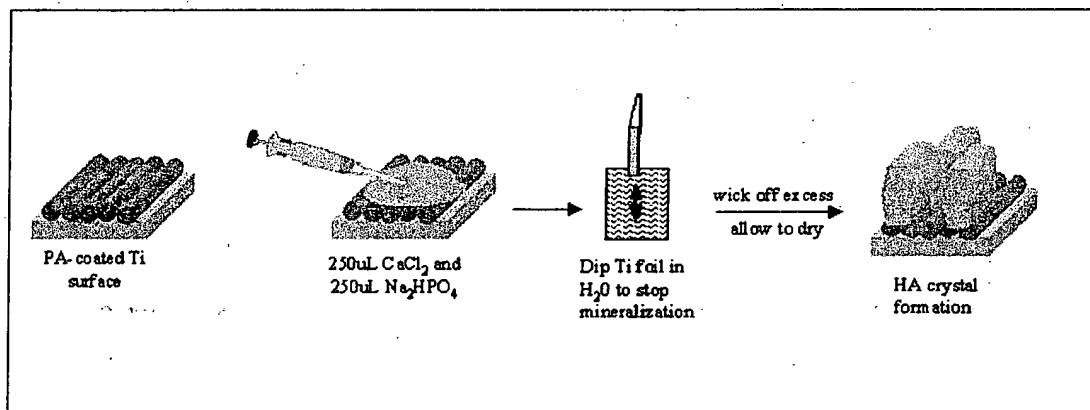 PA-coated Ti
surface
250uL CaCl₂ and
250uL Na₂HPO₄
Dip Ti foil in
H₂0 to stop
mineralization
wick off excess
allow to dry
HA crystal
formation